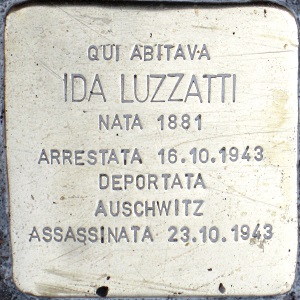 QUI ABITAVA
IDA LUZZATTI
NATA 1881
ARRESTATA 16.10.1943
DEPORTATA
AUSCHWITZ
ASSASSINATA 23.10.1943